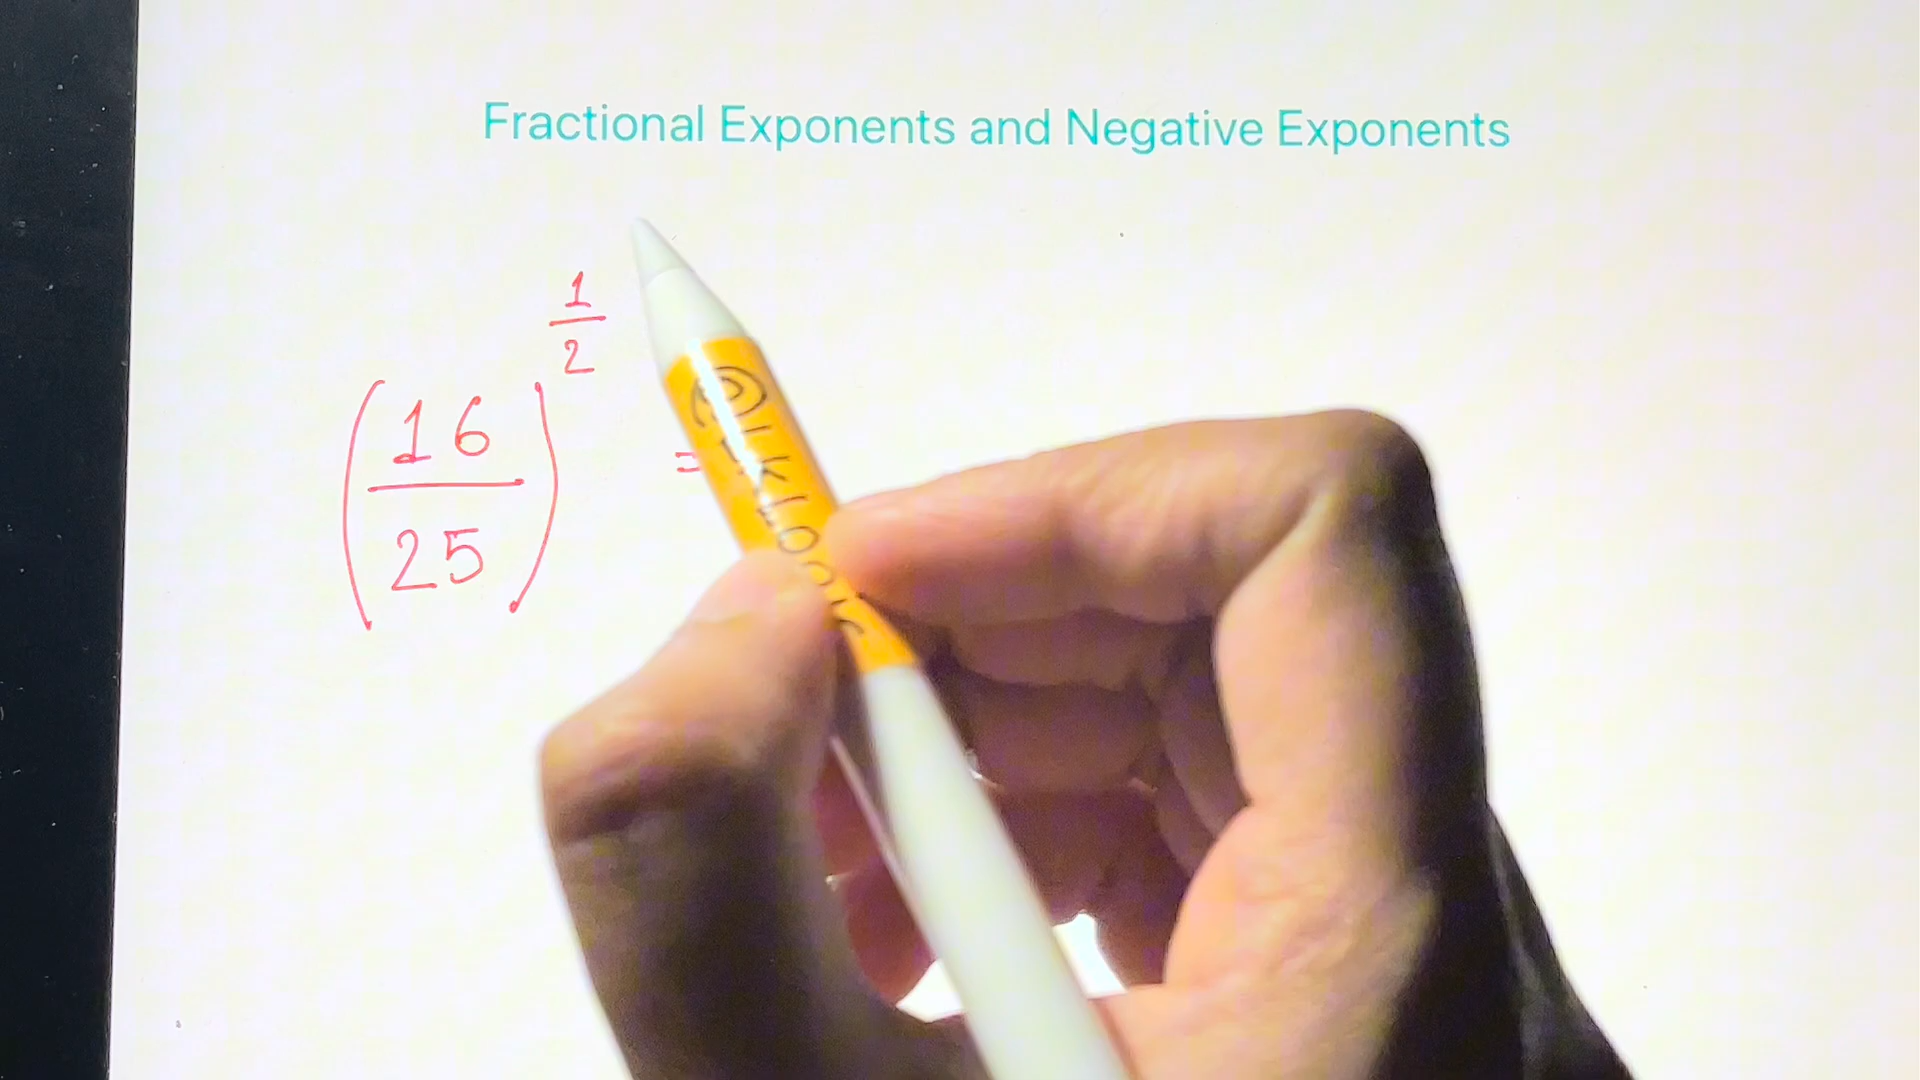 Fractional Exponents and Negative Exponents
(16/25)^1/2 =